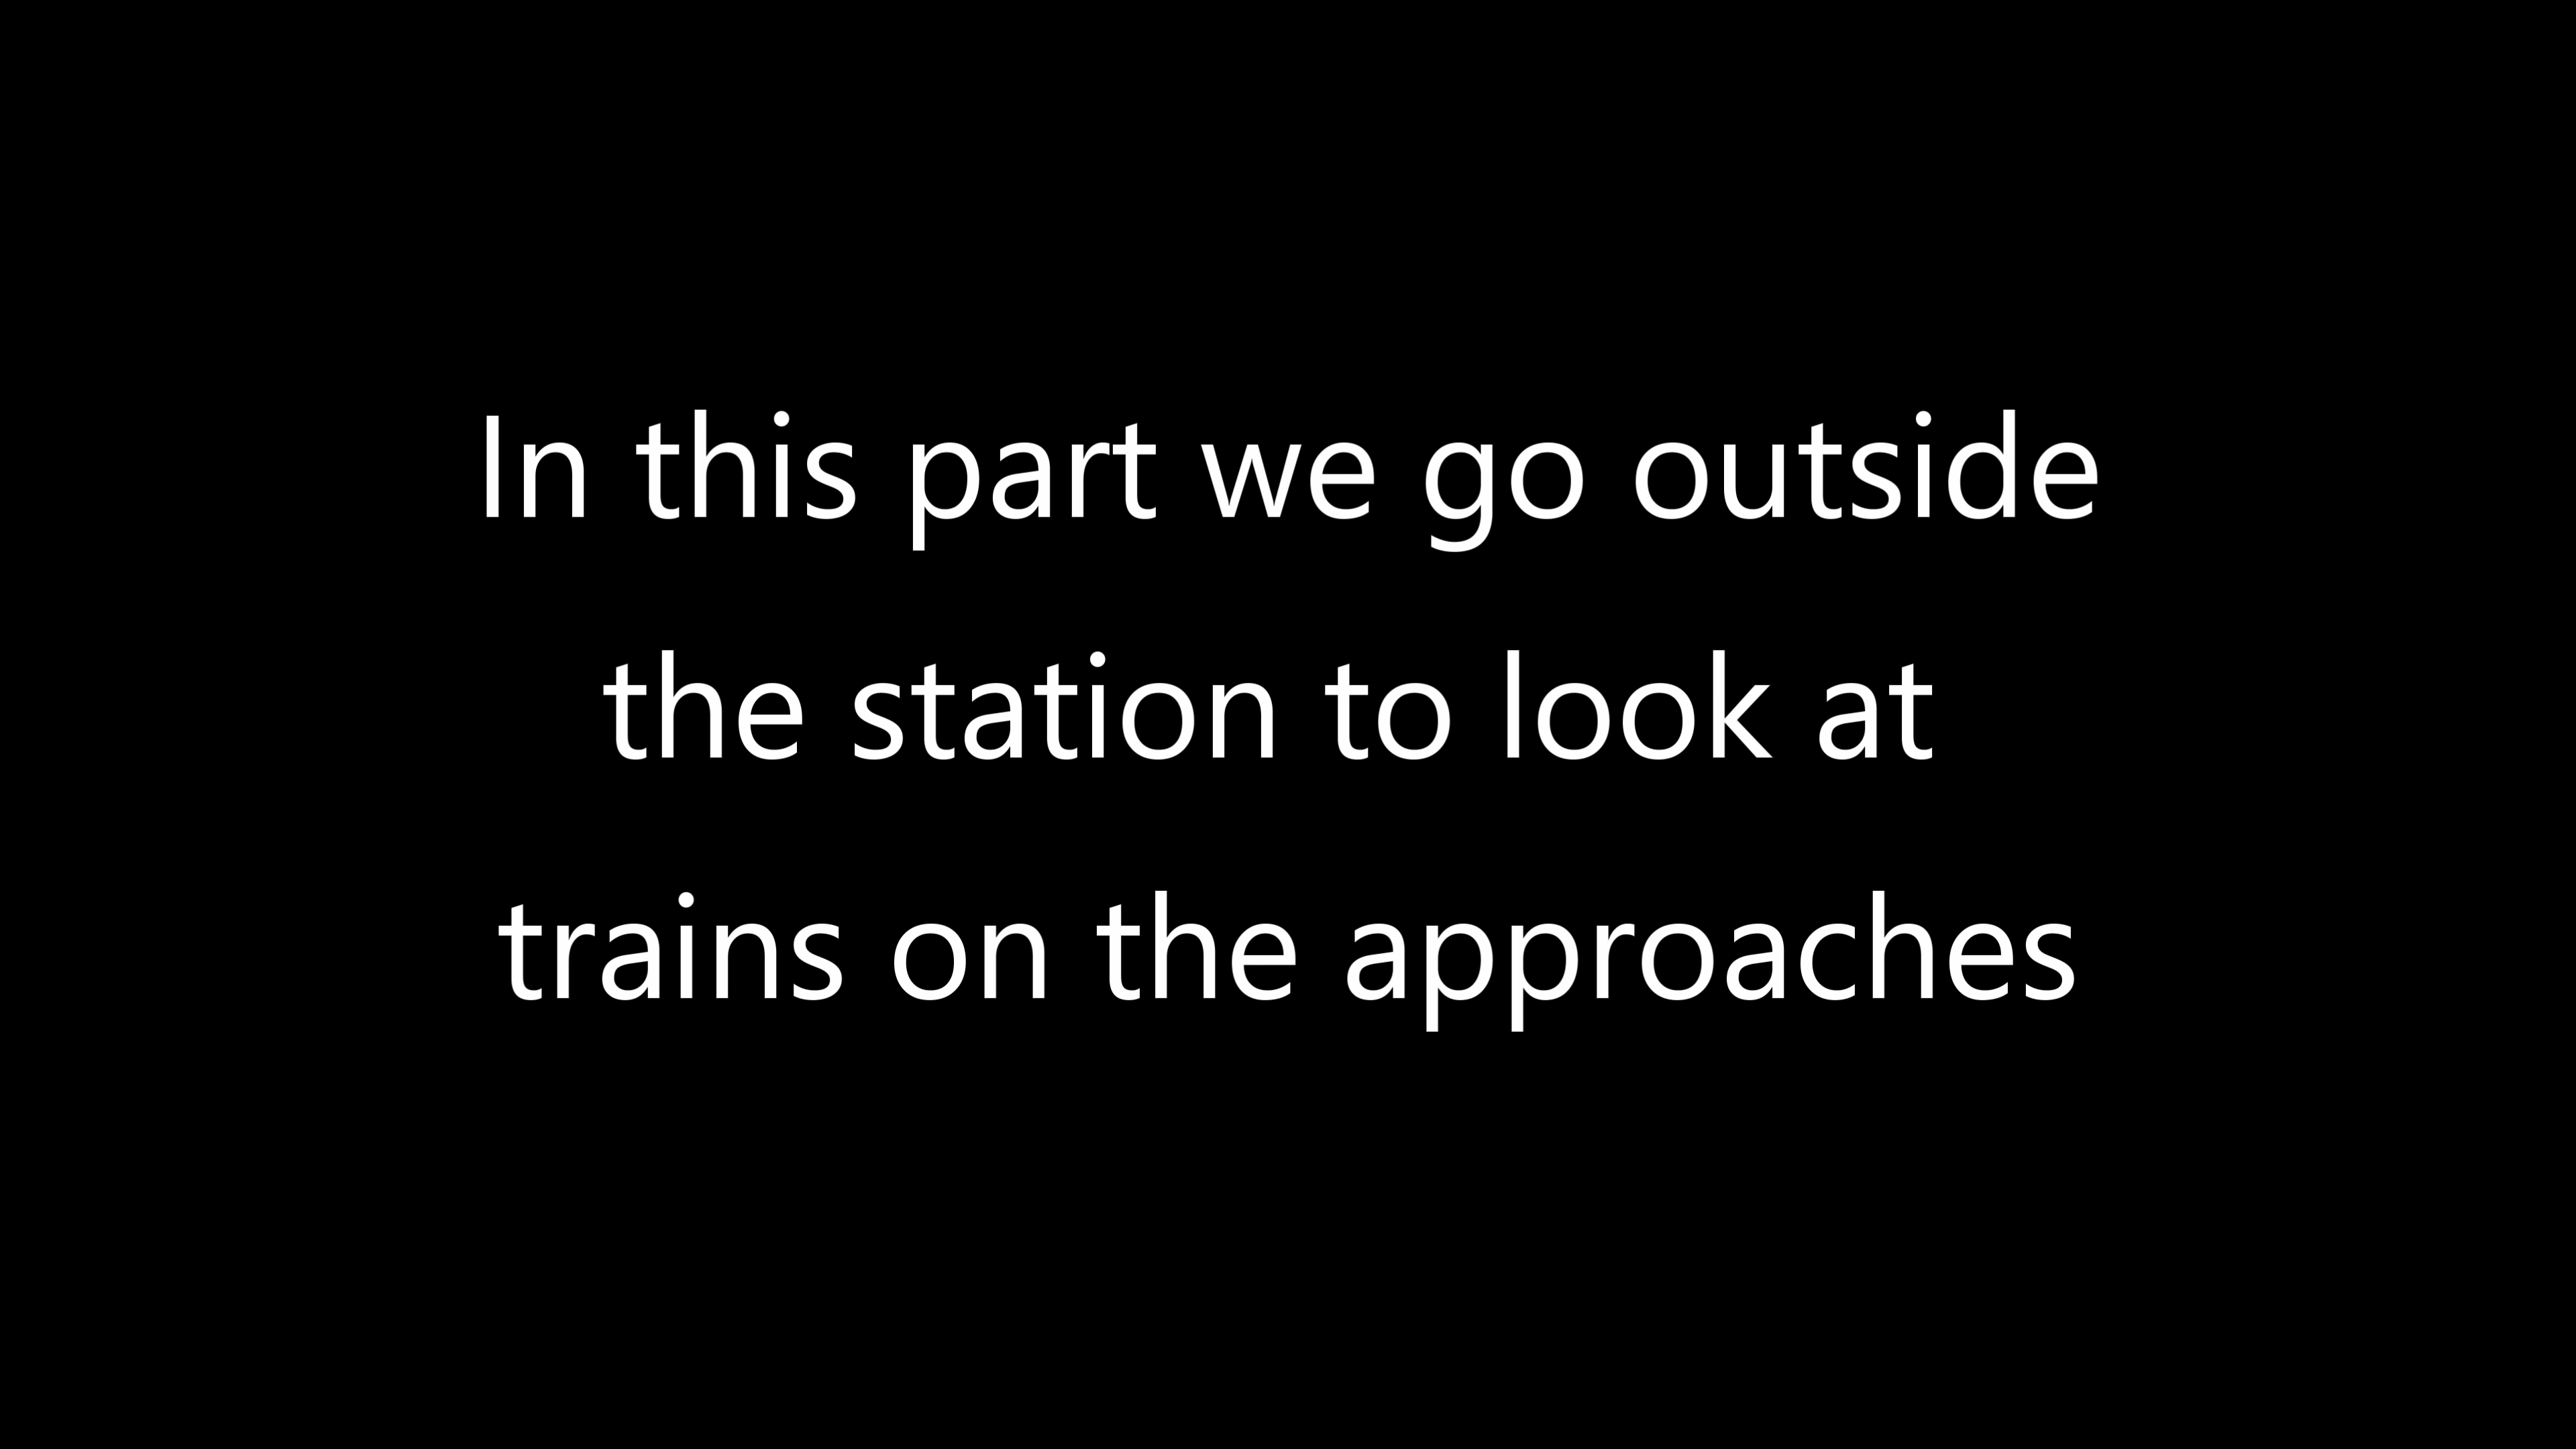 In this part we go outside
the station to look at
trains on the approaches